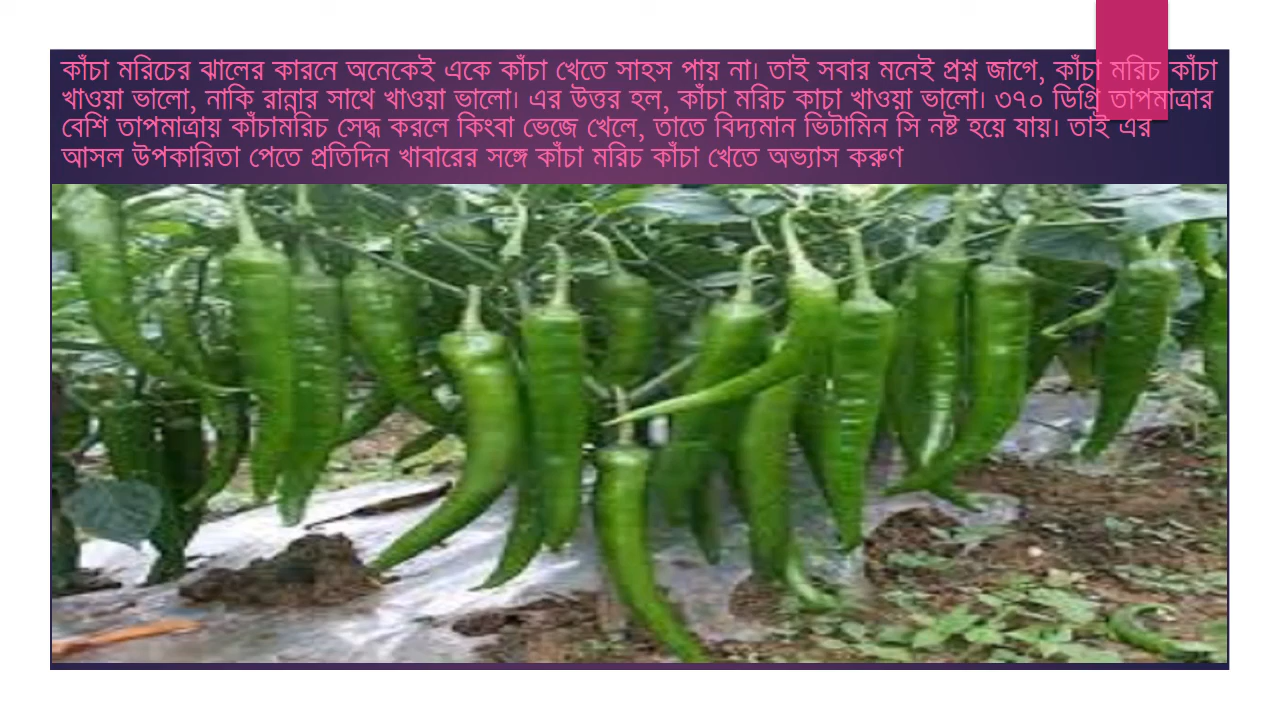 কাঁচা মরিচের ঝালের কারনে অনেকেই একে কাঁচা খেতে সাহস পায় না। তাই সবার মনেই প্রশ্ন জাগে, কাঁচা মরিচ কাঁচা
খাওয়া ভালো, নাকি রান্নার সাথে খাওয়া ভালো। এর উত্তর হল, কাঁচা মরিচ কাচা খাওয়া ভালো। ৩৭০ ডিগ্রি তাপমাত্রার
বেশি তাপমাত্রায় কাঁচামরিচ সেদ্ধ করলে কিংবা ভেজে খেলে, তাতে বিদ্যমান ভিটামিন সি নষ্ট হয়ে যায়। তাই এর
আসল উপকারিতা পেতে প্রতিদিন খাবারের সঙ্গে কাঁচা মরিচ কাঁচা খেতে অভ্যাস করুণ